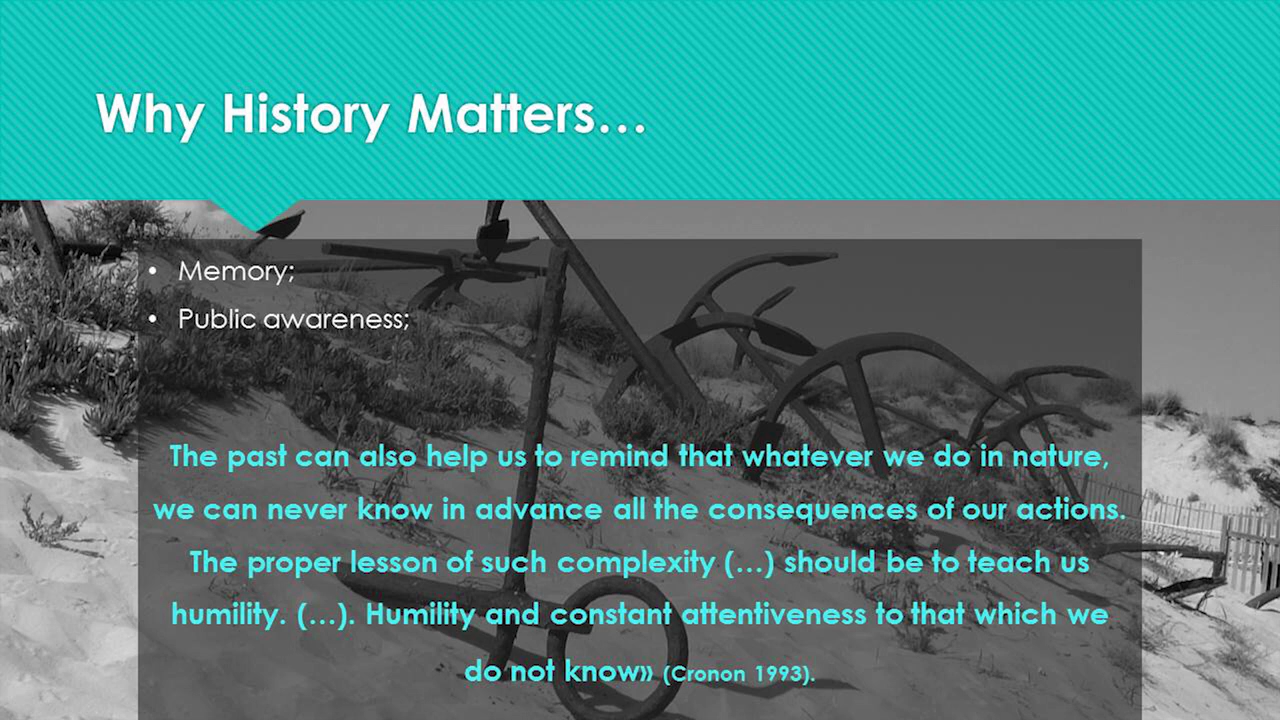 Why History Matters…
• Memory;
• Public awareness;
The past can also help us to remind that whatever we do in nature,
we can never know in advance all the consequences of our actions.
The proper lesson of such complexity (…) should be to teach us
humility. (…). Humility and constant attentiveness to that which we
do not know» (Cronon 1993).